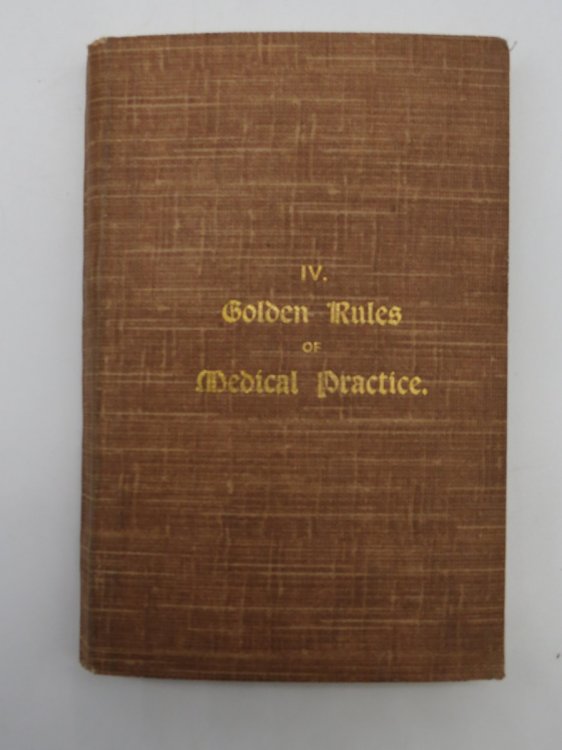 IV.
Golden Rules
OF
Medical Practice.